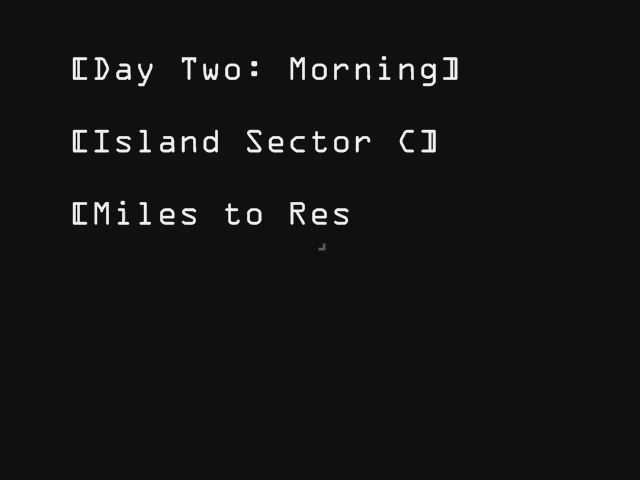 〚Day Two: Morning〛
〚Island Sector C〛
〚Miles to Res